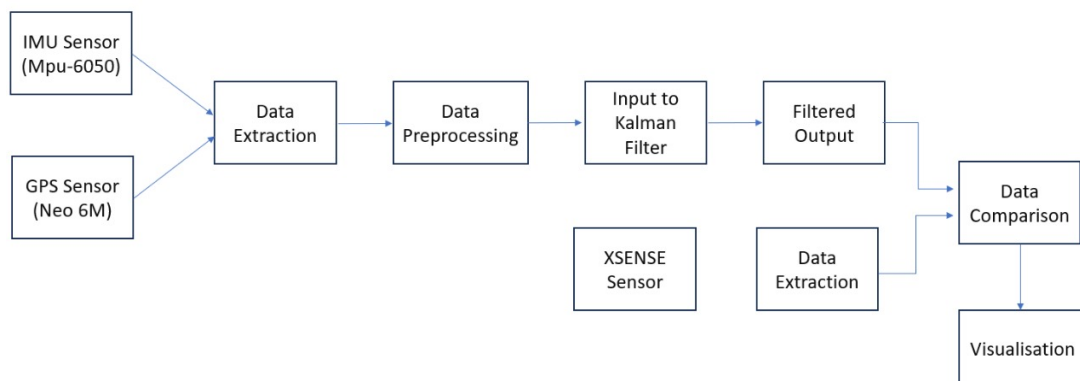 IMU Sensor
(Mpu-6050)
GPS Sensor
(Neo 6M)
Data
Extraction
Data
Preprocessing
Input to
Kalman
Filter
Filtered
Output
XSENSE
Sensor
Data
Extraction
Data
Comparison
Visualisation